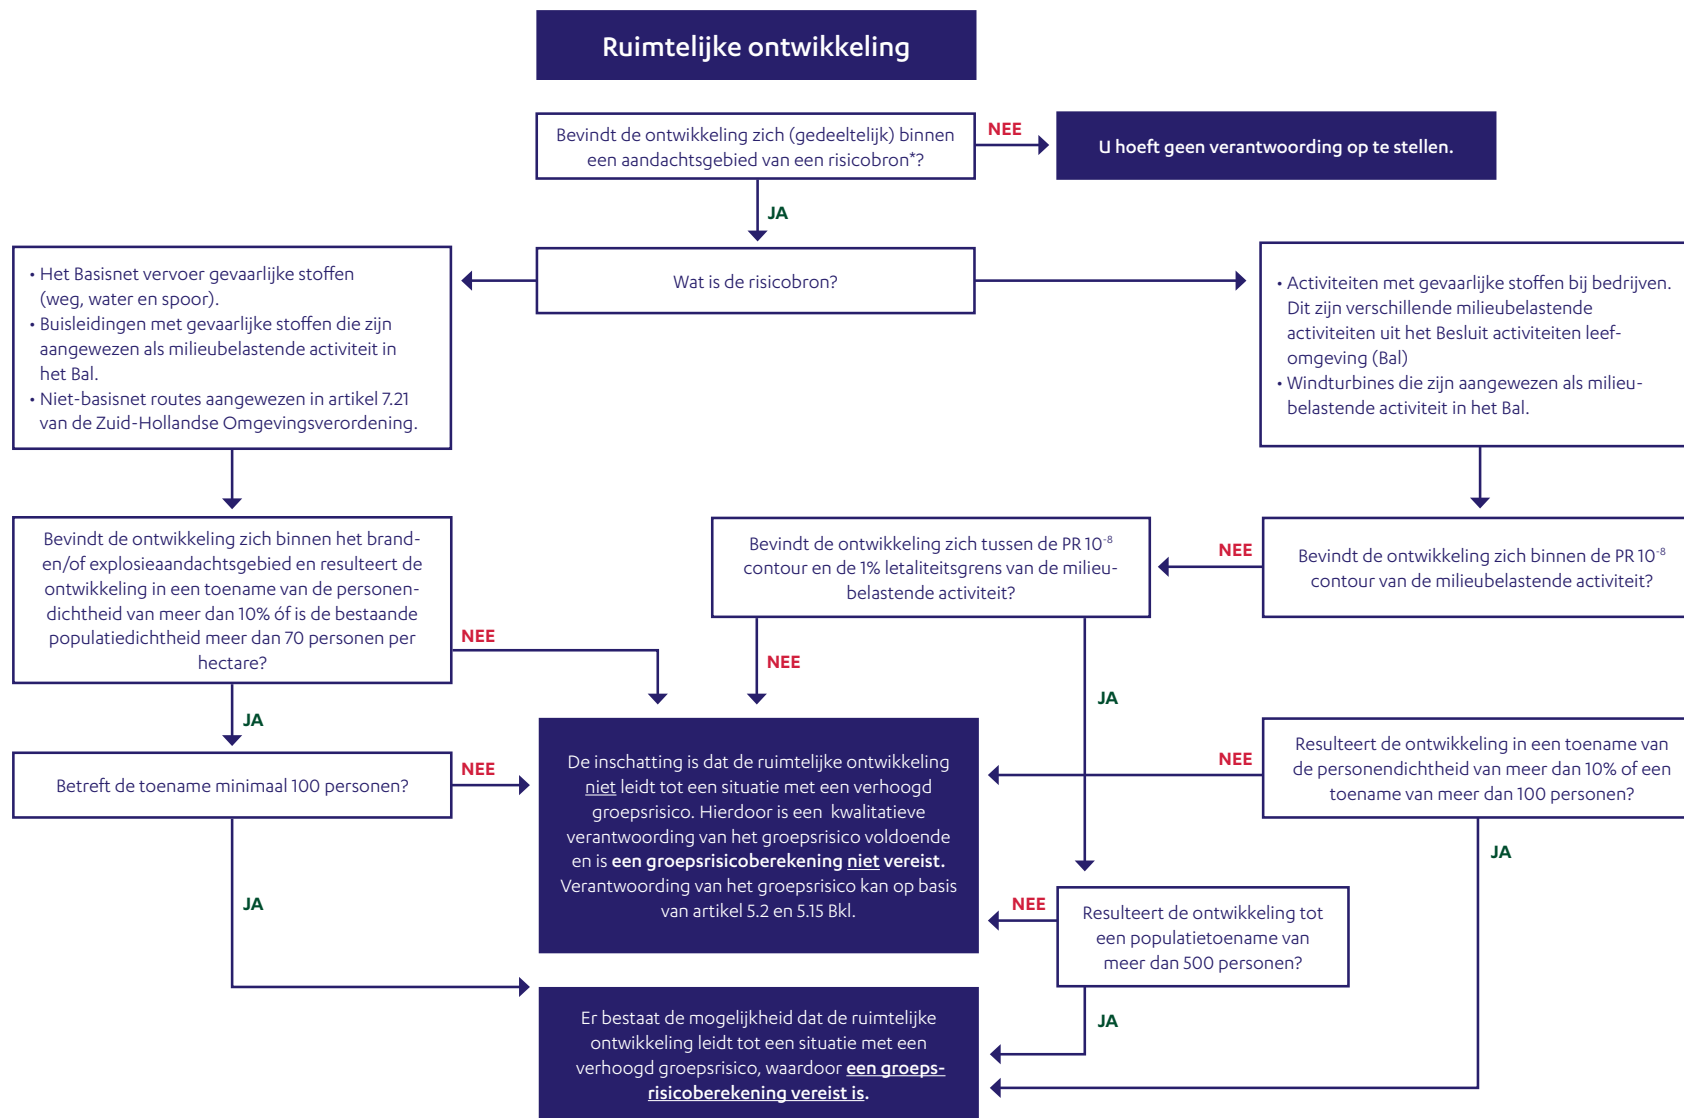 Ruimtelijke ontwikkeling
Bevindt de ontwikkeling zich (gedeeltelijk) binnen
een aandachtsgebied van een risicobron*?
NEE
U hoeft geen verantwoording op te stellen.
JA
• Het Basisnet vervoer gevaarlijke stoffen
(weg, water en spoor).
• Buisleidingen met gevaarlijke stoffen die zijn
aangewezen als milieubelastende activiteit in
het Bal.
• Niet-basisnet routes aangewezen in artikel 7.21
van de Zuid-Hollandse Omgevingsverordening.
Wat is de risicobron?
• Activiteiten met gevaarlijke stoffen bij bedrijven.
Dit zijn verschillende milieubelastende
activiteiten uit het Besluit activiteiten leef-
omgeving (Bal)
• Windturbines die zijn aangewezen als milieu-
belastende activiteit in het Bal.
Bevindt de ontwikkeling zich binnen het brand-
en/of explosieaandachtsgebied en resulteert de
ontwikkeling in een toename van de personen-
dichtheid van meer dan 10% óf is de bestaande
populatiedichtheid meer dan 70 personen per
hectare?
NEE
Bevindt de ontwikkeling zich tussen de PR 10⁻⁸
contour en de 1% letaliteitsgrens van de milieu-
belastende activiteit?
NEE
Bevindt de ontwikkeling zich binnen de PR 10⁻⁸
contour van de milieubelastende activiteit?
NEE
JA
JA
Betreft de toename minimaal 100 personen?
NEE
De inschatting is dat de ruimtelijke ontwikkeling
niet leidt tot een situatie met een verhoogd
groepsrisico. Hierdoor is een kwalitatieve
verantwoording van het groepsrisico voldoende
en is een groepsrisicoberekening niet vereist.
Verantwoording van het groepsrisico kan op basis
van artikel 5.2 en 5.15 Bkl.
NEE
Resulteert de ontwikkeling in een toename van
de personendichtheid van meer dan 10% of een
toename van meer dan 100 personen?
JA
JA
NEE
Resulteert de ontwikkeling tot
een populatietoename van
meer dan 500 personen?
JA
Er bestaat de mogelijkheid dat de ruimtelijke
ontwikkeling leidt tot een situatie met een
verhoogd groepsrisico, waardoor een groeps-
risicoberekening vereist is.